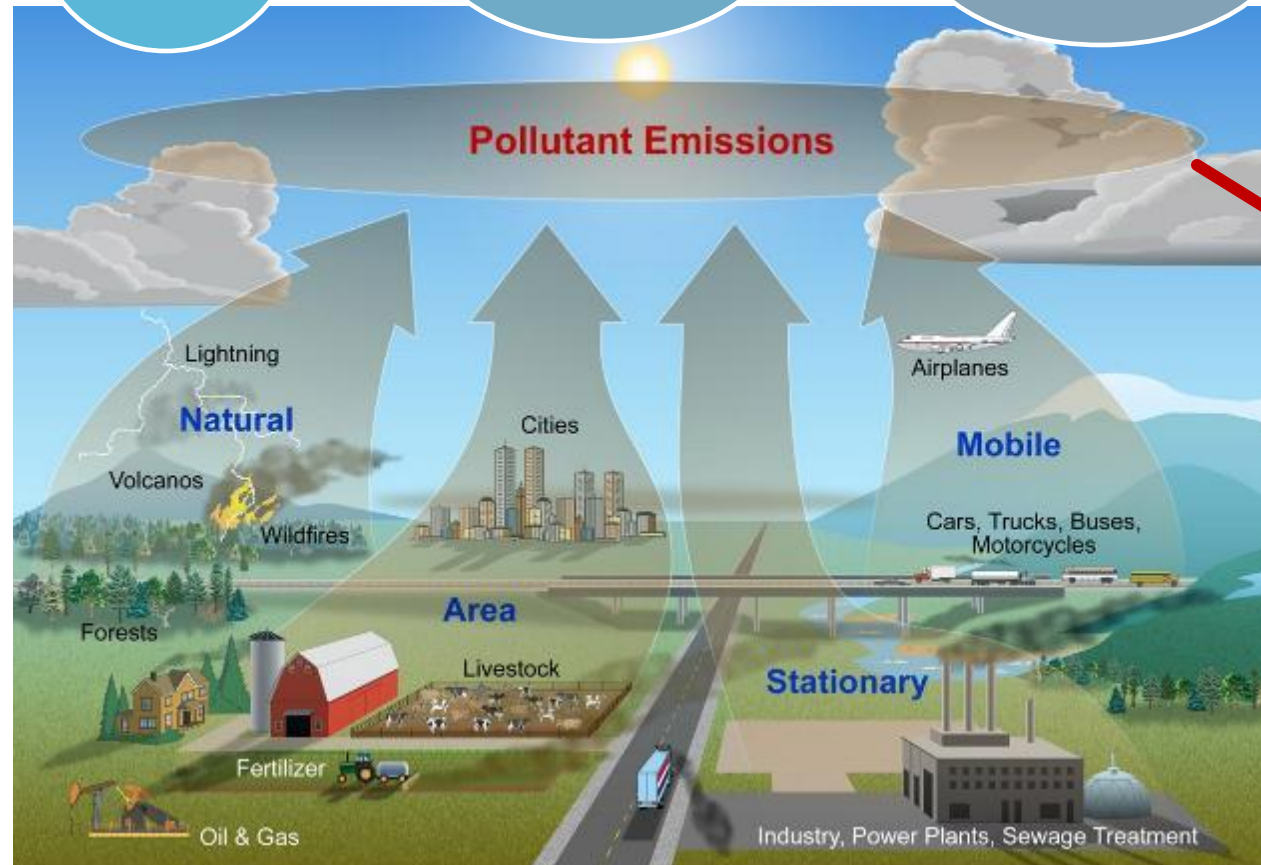 Pollutant Emissions
Lightning
Natural
Volcanos
Wildfires
Cities
Airplanes
Mobile
Cars, Trucks, Buses,
Motorcycles
Forests
Area
Livestock
Stationary
Fertilizer
Oil & Gas
Industry, Power Plants, Sewage Treatment